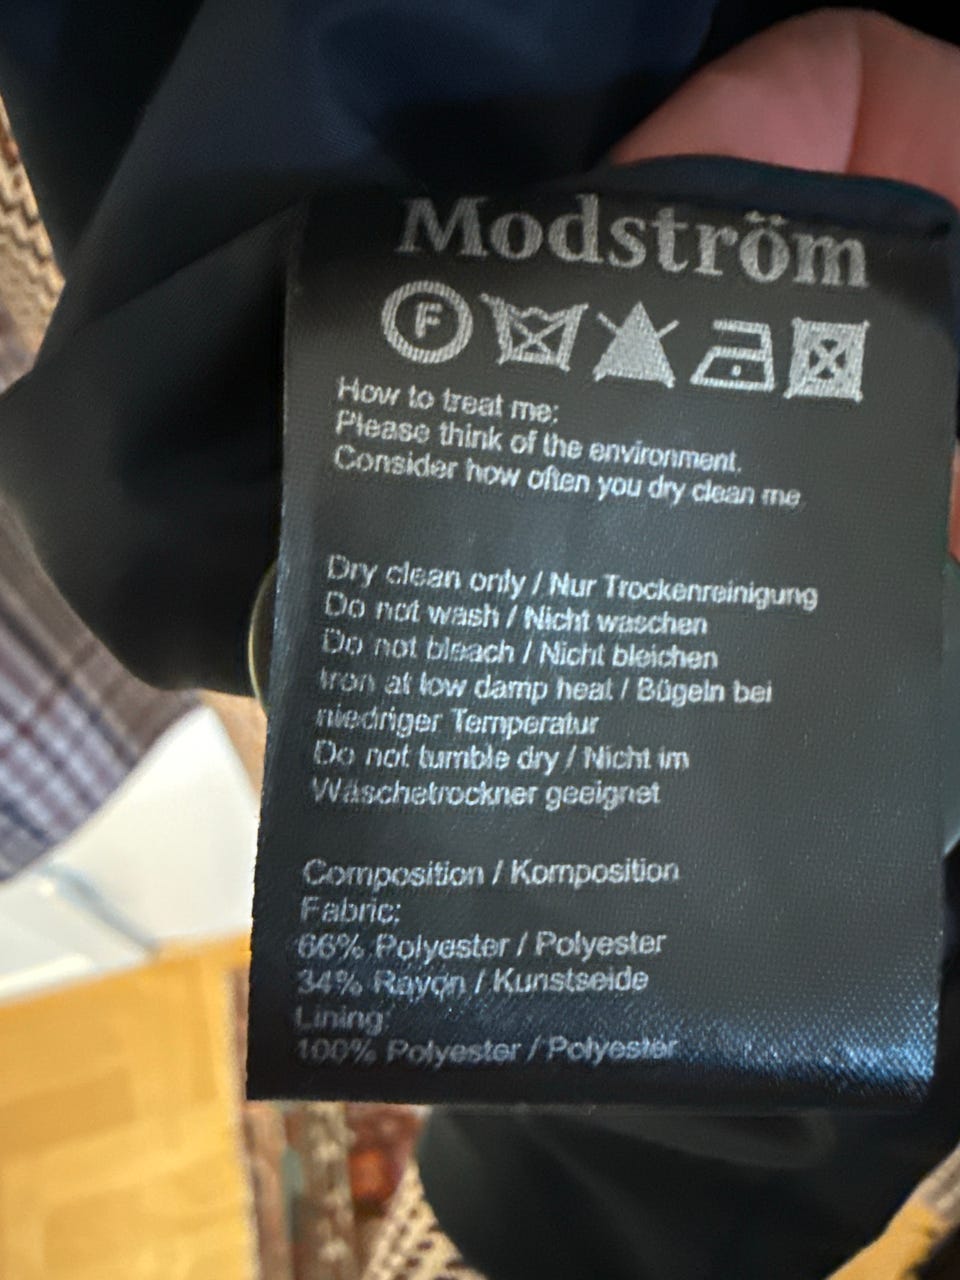 Modström
F
How to treat me:
Please think of the environment.
Consider how often you dry clean me
Dry clean only / Nur Trockenreinigung
Do not wash / Nicht waschen
Do not bleach / Nicht bleichen
Iron at low damp heat / Bügeln bei
niedriger Temperatur
Do not tumble dry / Nicht im
Wäschetrockner geeignet
Composition / Komposition
Fabric:
66% Polyester / Polyester
34% Rayon / Kunstseide
Lining:
100% Polyester / Polyester